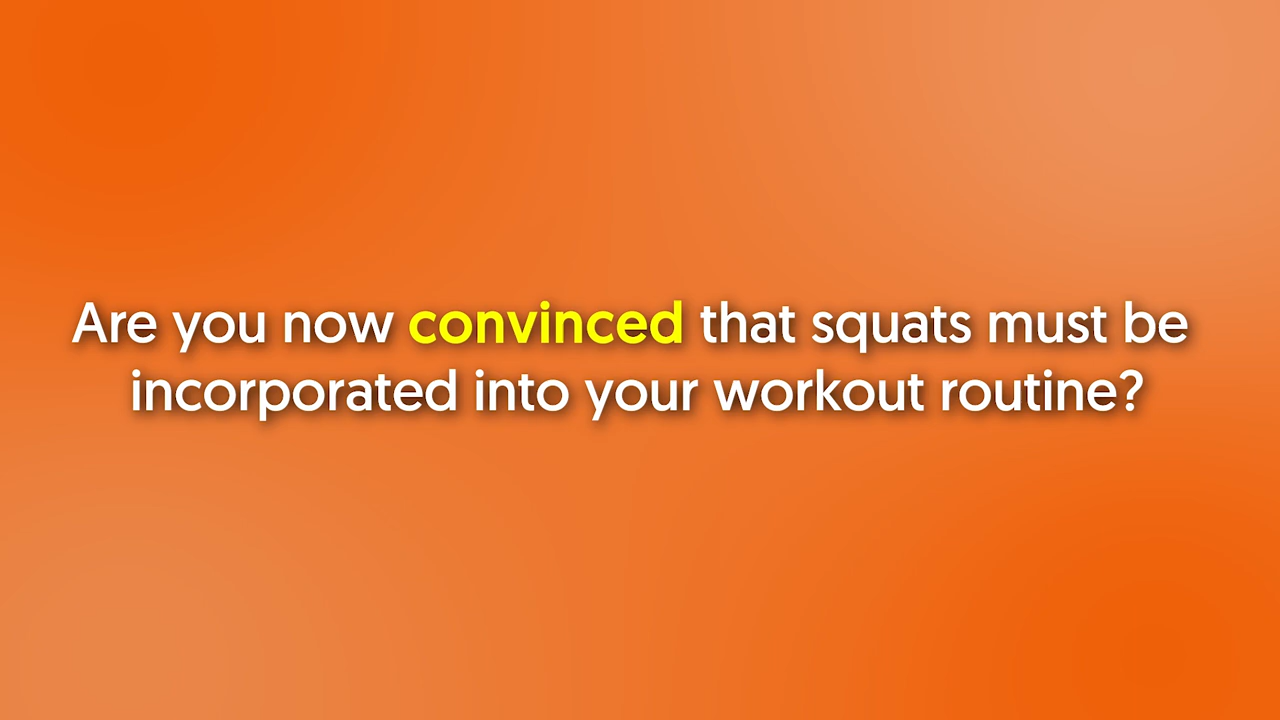 Are you now convinced that squats must be
incorporated into your workout routine?